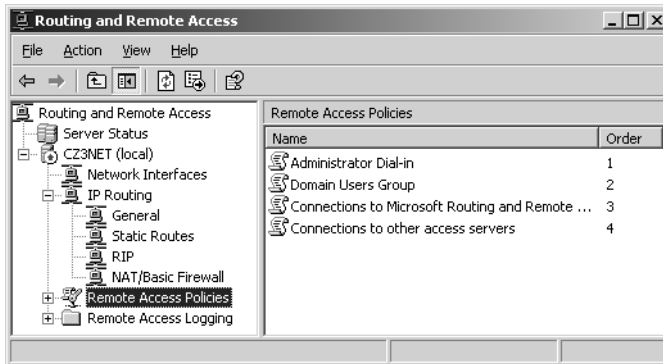 Routing and Remote Access
File Action View Help
Routing and Remote Access
Server Status
CZ3NET (local)
Network Interfaces
IP Routing
General
Static Routes
RIP
NAT/Basic Firewall
Remote Access Policies
Remote Access Logging
Remote Access Policies
Name Order
Administrator Dial-in 1
Domain Users Group 2
Connections to Microsoft Routing and Remote ... 3
Connections to other access servers 4